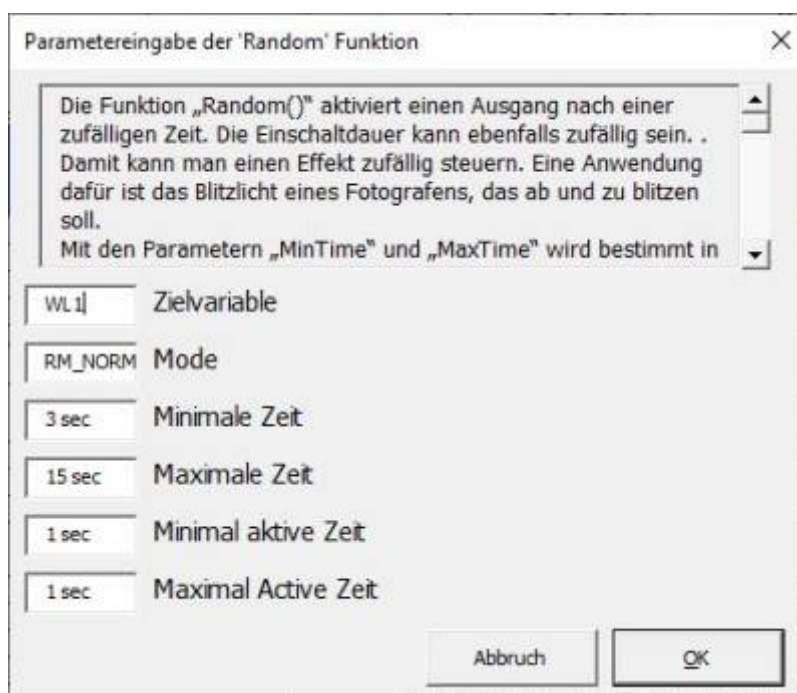 Parametereingabe der 'Random' Funktion
Die Funktion „Random()“ aktiviert einen Ausgang nach einer
zufälligen Zeit. Die Einschaltdauer kann ebenfalls zufällig sein. .
Damit kann man einen Effekt zufällig steuern. Eine Anwendung
dafür ist das Blitzlicht eines Fotografens, das ab und zu blitzen
soll.
Mit den Parametern „MinTime“ und „MaxTime“ wird bestimmt in
WL1 Zielvariable
RM_NORM Mode
3 sec Minimale Zeit
15 sec Maximale Zeit
1 sec Minimal aktive Zeit
1 sec Maximal Active Zeit
Abbruch OK